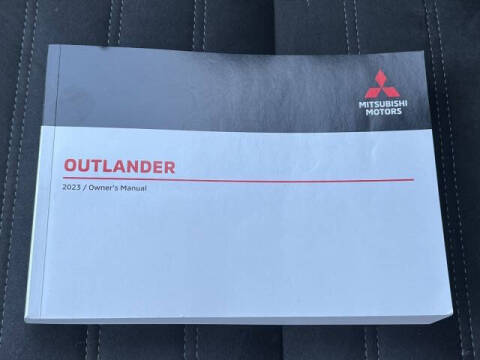 MITSUBISHI
MOTORS
OUTLANDER
2023 / Owner's Manual